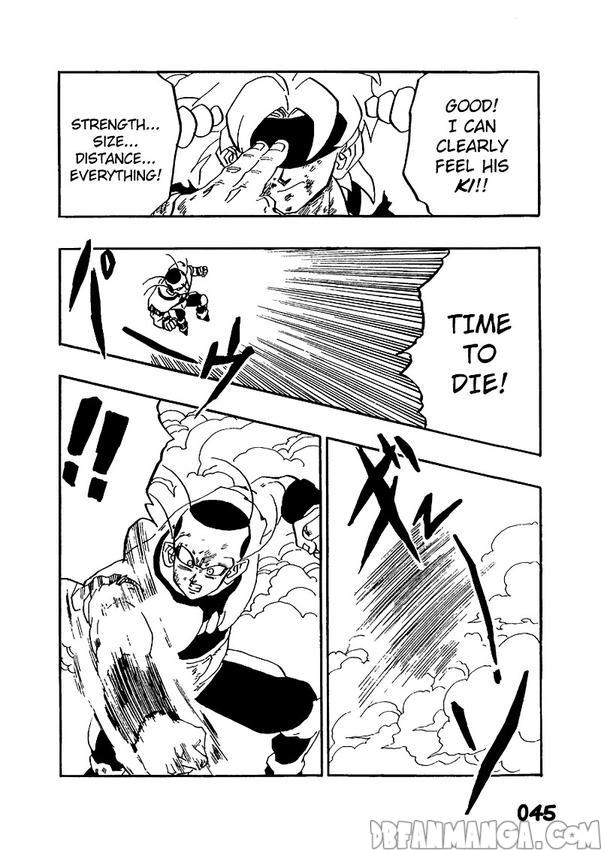 GOOD!
I CAN
CLEARLY
FEEL HIS
KI!!
STRENGTH...
SIZE...
DISTANCE...
EVERYTHING!
TIME
TO
DIE!
!!
045
DBFANMANGA.COM